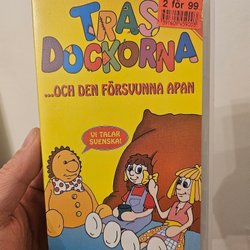 2 för 99
TRAS
DOCKORNA
...OCH DEN FÖRSVUNNA APAN
VI TALAR
SVENSKA!